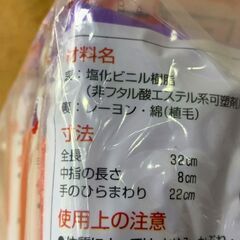 材料名
表：塩化ビニル樹脂
(非フタル酸エステル系可塑剤
裏：レーヨン・綿(植毛)
寸法
全長 32cm
中指の長さ 8cm
手のひらまわり 22cm
使用上の注意